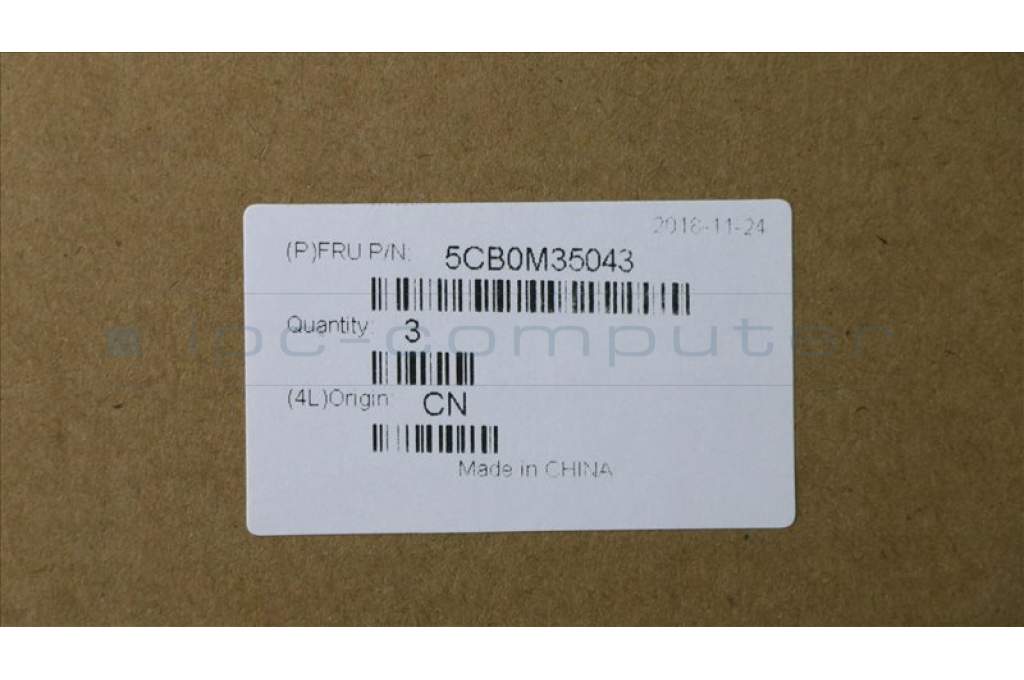 2018-11-24
(P)FRU P/N: 5CB0M35043
Quantity: 3
ipc-computer
(4L)Origin: CN
Made in CHINA